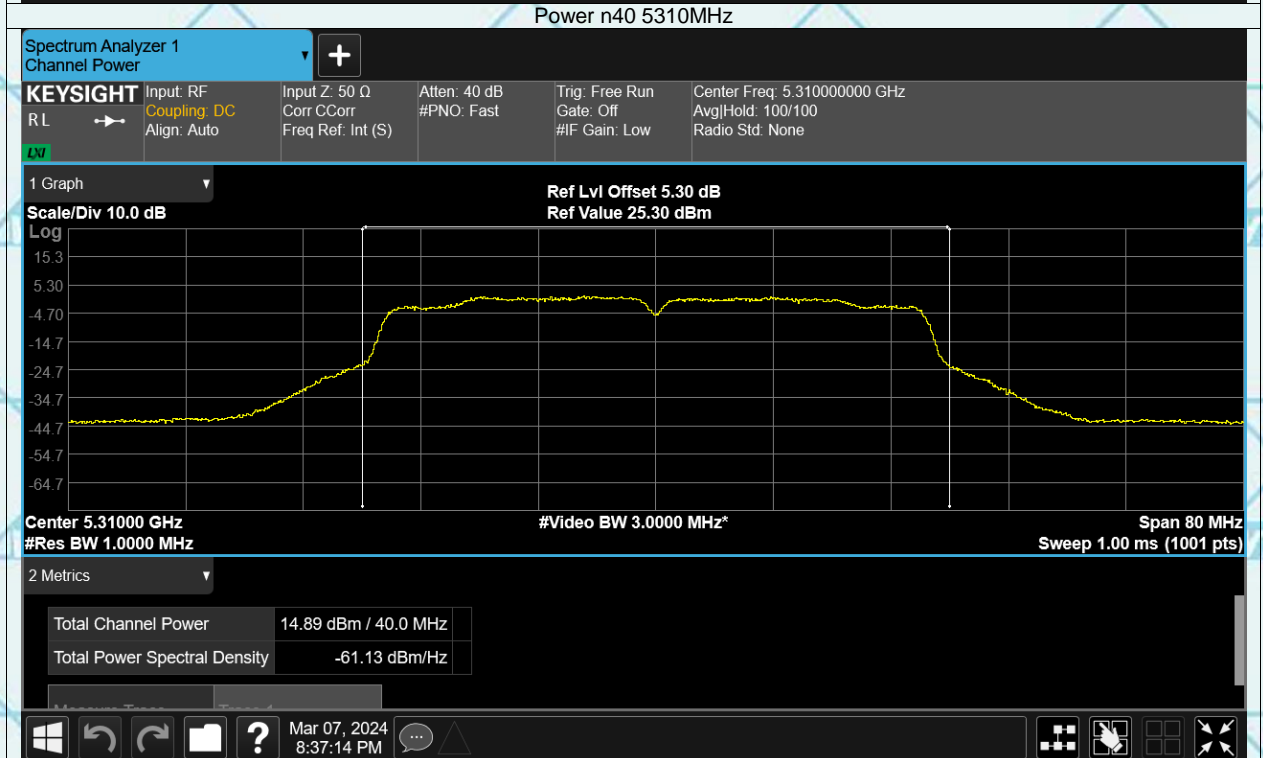 Power n40 5310MHz
Spectrum Analyzer 1
Channel Power
KEYSIGHT
R L
LXI
Input: RF
Coupling: DC
Align: Auto
Input Z: 50 Ω
Corr CCorr
Freq Ref: Int (S)
Atten: 40 dB
#PNO: Fast
Trig: Free Run
Gate: Off
#IF Gain: Low
Center Freq: 5.310000000 GHz
Avg|Hold: 100/100
Radio Std: None
1 Graph
Scale/Div 10.0 dB
Ref Lvl Offset 5.30 dB
Ref Value 25.30 dBm
Log
15.3
5.30
-4.70
-14.7
-24.7
-34.7
-44.7
-54.7
-64.7
Center 5.31000 GHz
#Video BW 3.0000 MHz*
Span 80 MHz
#Res BW 1.0000 MHz
Sweep 1.00 ms (1001 pts)
2 Metrics
Total Channel Power 14.89 dBm / 40.0 MHz
Total Power Spectral Density -61.13 dBm/Hz
Mar 07, 2024
8:37:14 PM